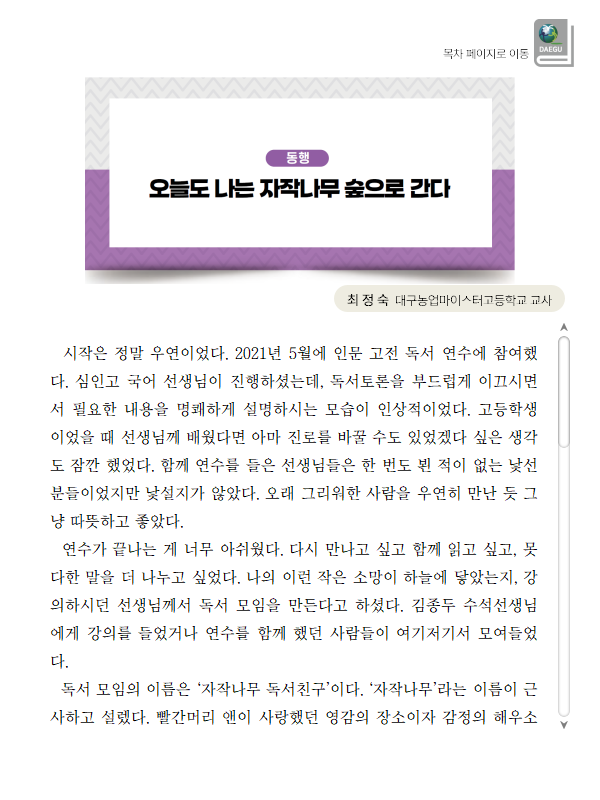 목차 페이지로 이동
DAEGU
동행
오늘도 나는 자작나무 숲으로 간다
최정숙 대구농업마이스터고등학교 교사
시작은 정말 우연이었다. 2021년 5월에 인문 고전 독서 연수에 참여했
다. 심인고 국어 선생님이 진행하셨는데, 독서토론을 부드럽게 이끄시면
서 필요한 내용을 명쾌하게 설명하시는 모습이 인상적이었다. 고등학생
이었을 때 선생님께 배웠다면 아마 진로를 바꿀 수도 있었겠다 싶은 생각
도 잠깐 했었다. 함께 연수를 들은 선생님들은 한 번도 뵌 적이 없는 낯선
분들이었지만 낯설지가 않았다. 오래 그리워한 사람을 우연히 만난 듯 그
냥 따뜻하고 좋았다.
연수가 끝나는 게 너무 아쉬웠다. 다시 만나고 싶고 함께 읽고 싶고, 못
다한 말을 더 나누고 싶었다. 나의 이런 작은 소망이 하늘에 닿았는지, 강
의하시던 선생님께서 독서 모임을 만든다고 하셨다. 김종두 수석선생님
에게 강의를 들었거나 연수를 함께 했던 사람들이 여기저기서 모여들었
다.
독서 모임의 이름은 ‘자작나무 독서친구’이다. ‘자작나무’라는 이름이 근
사하고 설렜다. 빨간머리 앤이 사랑했던 영감의 장소이자 감정의 해우소